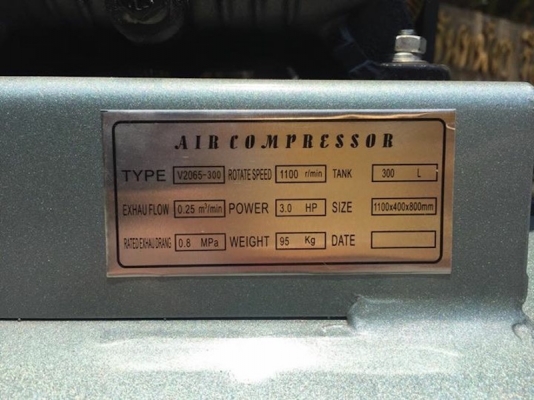 AIR COMPRESSOR
TYPE V2065-300 ROTATE SPEED 1100 r/min TANK 300 L
EXHAU FLOW 0.25 m³/min POWER 3.0 HP SIZE 1100x400x800mm
RATED EXHAU DRANG 0.8 MPa WEIGHT 95 Kg DATE